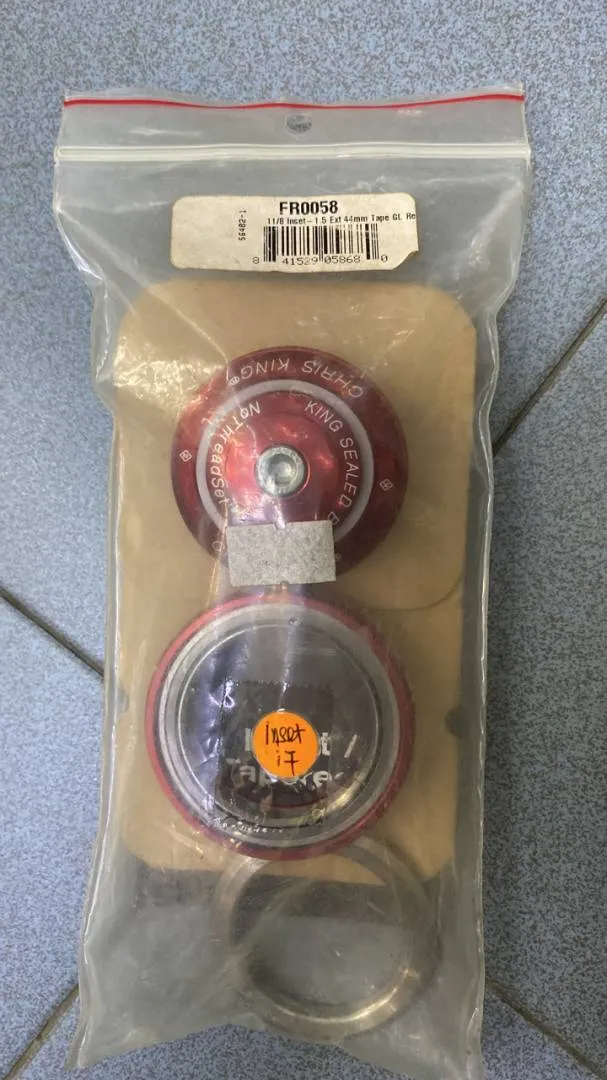 FR0058
11/8 Inset-1.5 Ext 44mm Tape GL Re
56482-1
8 41529 05868 0
CHRIS KING®
NoThreadSet
KING SEALED B
Inset
i7